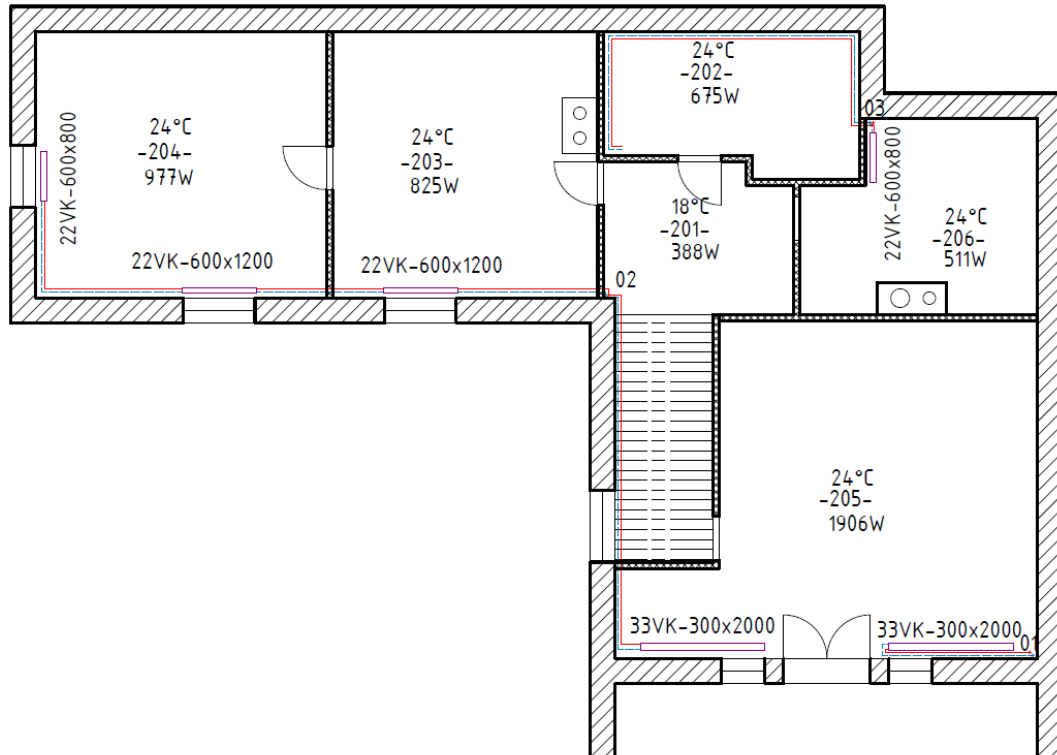 24°C
-202-
675W
03
22VK-600x800
24°C
-204-
977W
24°C
-203-
825W
22VK-600x800
18°C
-201-
388W
24°C
-206-
511W
22VK-600x1200
22VK-600x1200
02
24°C
-205-
1906W
33VK-300x2000
33VK-300x2000
01